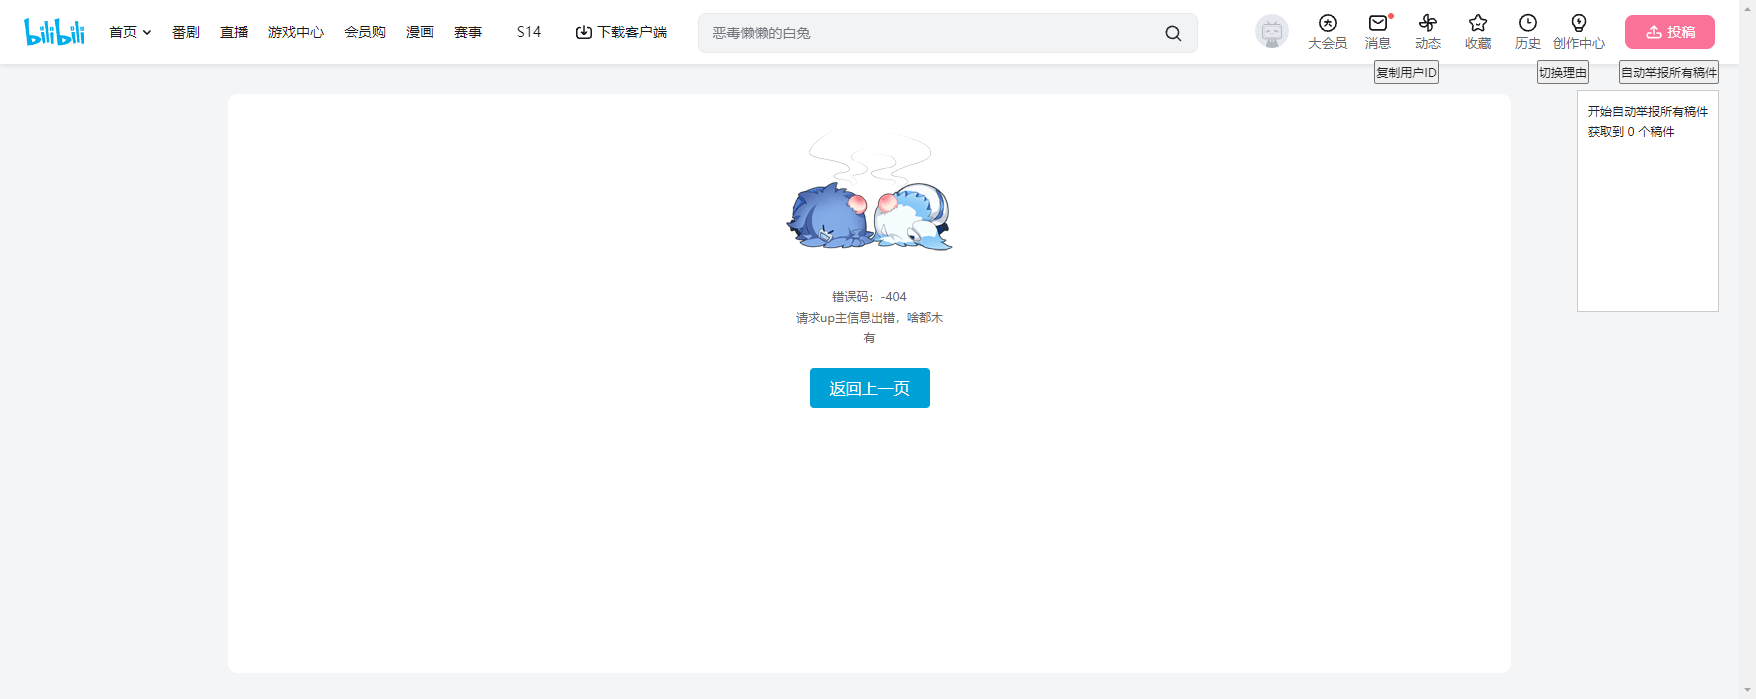 bilibili
首页
番剧
直播
游戏中心
会员购
漫画
赛事
S14
下载客户端
恶毒懒懒的白兔
大会员
消息
动态
收藏
历史
创作中心
投稿
复制用户ID
切换理由
自动举报所有稿件
开始自动举报所有稿件
获取到 0 个稿件
错误码：-404
请求up主信息出错，啥都木
有
返回上一页